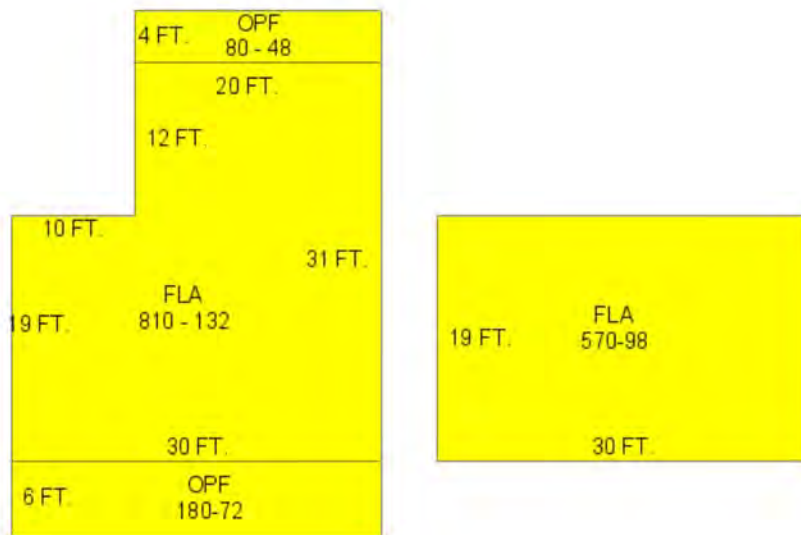 4 FT.
OPF
80 - 48
20 FT.
12 FT.
10 FT.
31 FT.
FLA
810 - 132
19 FT.
30 FT.
6 FT.
OPF
180-72
19 FT.
FLA
570-98
30 FT.